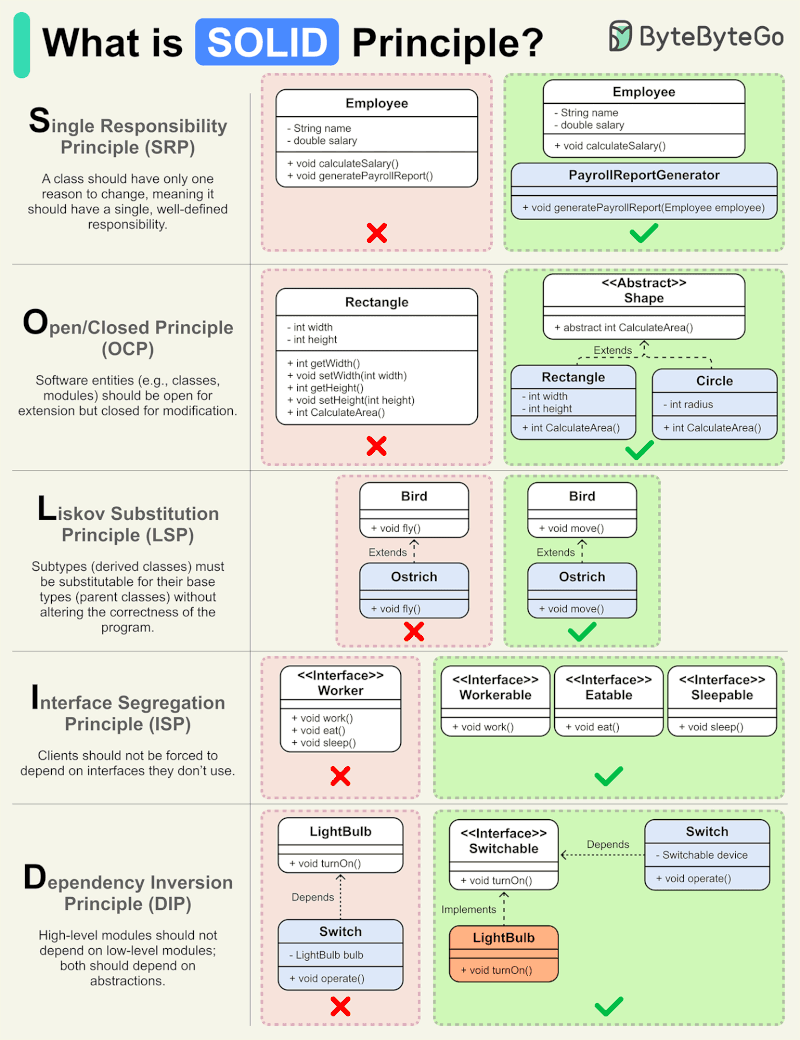 What is SOLID Principle?
ByteByteGo
Single Responsibility
Principle (SRP)
A class should have only one
reason to change, meaning it
should have a single, well-defined
responsibility.
Employee
- String name
- double salary
+ void calculateSalary()
+ void generatePayrollReport()
Employee
- String name
- double salary
+ void calculateSalary()
PayrollReportGenerator
+ void generatePayrollReport(Employee employee)
Open/Closed Principle
(OCP)
Software entities (e.g., classes,
modules) should be open for
extension but closed for modification.
Rectangle
- int width
- int height
+ int getWidth()
+ void setWidth(int width)
+ int getHeight()
+ void setHeight(int height)
+ int CalculateArea()
<<Abstract>>
Shape
+ abstract int CalculateArea()
Extends
Rectangle
- int width
- int height
+ int CalculateArea()
Circle
- int radius
+ int CalculateArea()
Liskov Substitution
Principle (LSP)
Subtypes (derived classes) must
be substitutable for their base
types (parent classes) without
altering the correctness of the
program.
Bird
+ void fly()
Extends
Ostrich
+ void fly()
Bird
+ void move()
Extends
Ostrich
+ void move()
Interface Segregation
Principle (ISP)
Clients should not be forced to
depend on interfaces they don't use.
<<Interface>>
Worker
+ void work()
+ void eat()
+ void sleep()
<<Interface>>
Workerable
+ void work()
<<Interface>>
Eatable
+ void eat()
<<Interface>>
Sleepable
+ void sleep()
Dependency Inversion
Principle (DIP)
High-level modules should not
depend on low-level modules;
both should depend on
abstractions.
LightBulb
+ void turnOn()
Depends
Switch
- LightBulb bulb
+ void operate()
<<Interface>>
Switchable
+ void turnOn()
Depends
Switch
- Switchable device
+ void operate()
Implements
LightBulb
+ void turnOn()